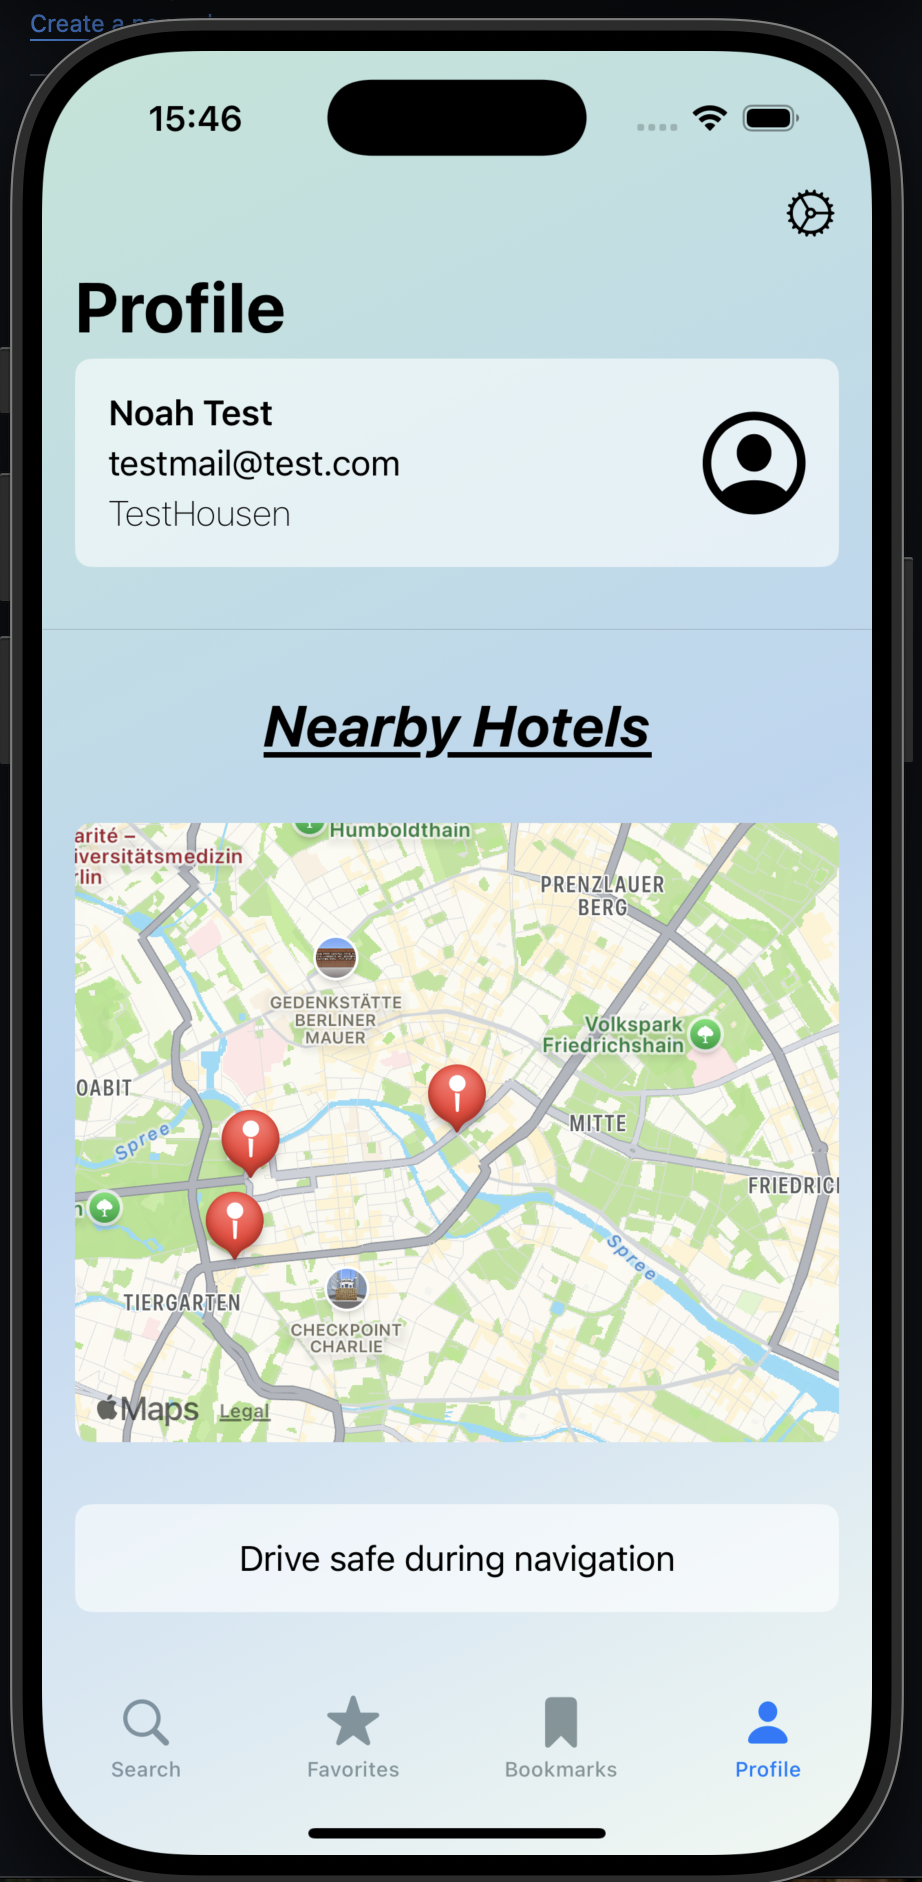 Create a
15:46
Profile
Noah Test
testmail@test.com
TestHousen
Nearby Hotels
Humboldthain
arité –
iversitätsmedizin
rlin
PRENZLAUER
BERG
GEDENKSTÄTTE
BERLINER
MAUER
Volkspark
Friedrichshain
OABIT
MITTE
Spree
FRIEDRICI
n
Spree
TIERGARTEN
CHECKPOINT
CHARLIE
Maps
Legal
Drive safe during navigation
Search
Favorites
Bookmarks
Profile